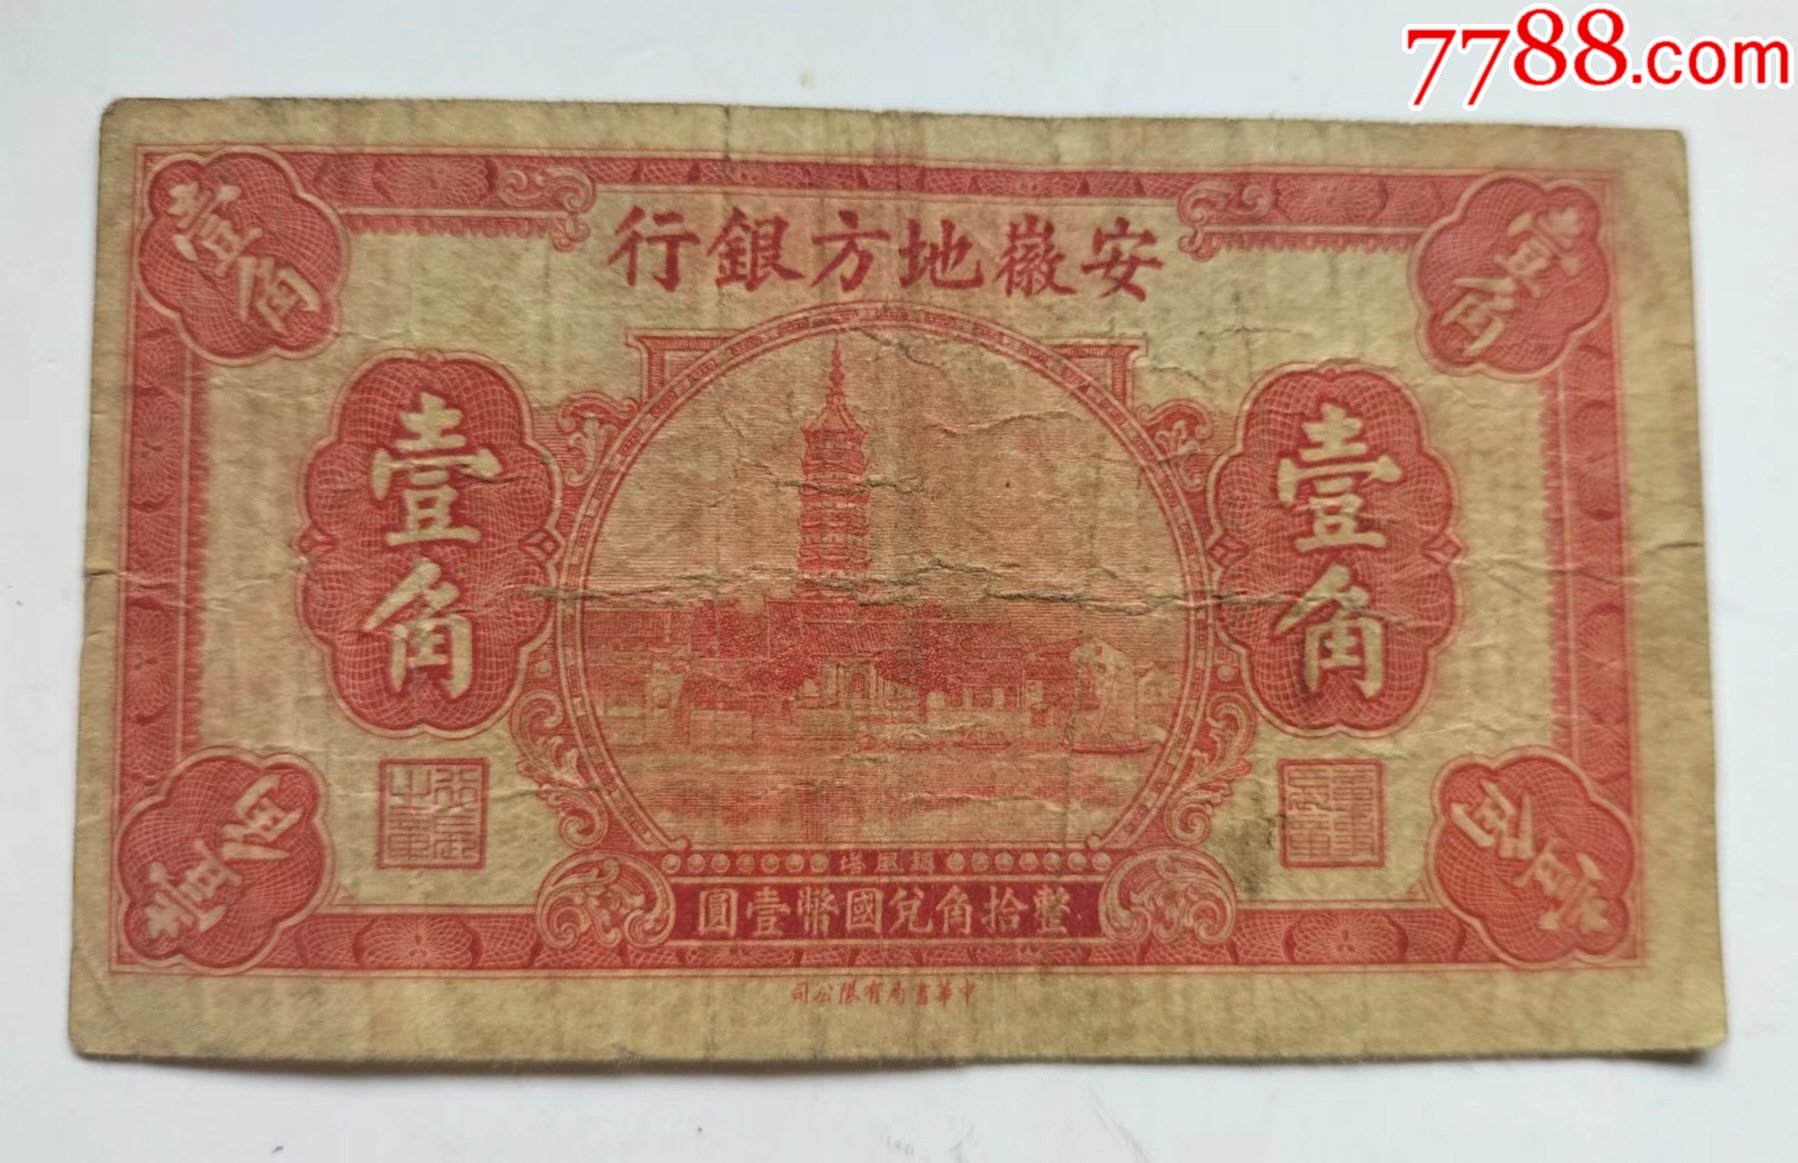 7788.com
安徽地方銀行
壹角
壹角
壹角
壹角
壹角
壹角
風塔
整拾角兌國幣壹圓
中華書局有限公司